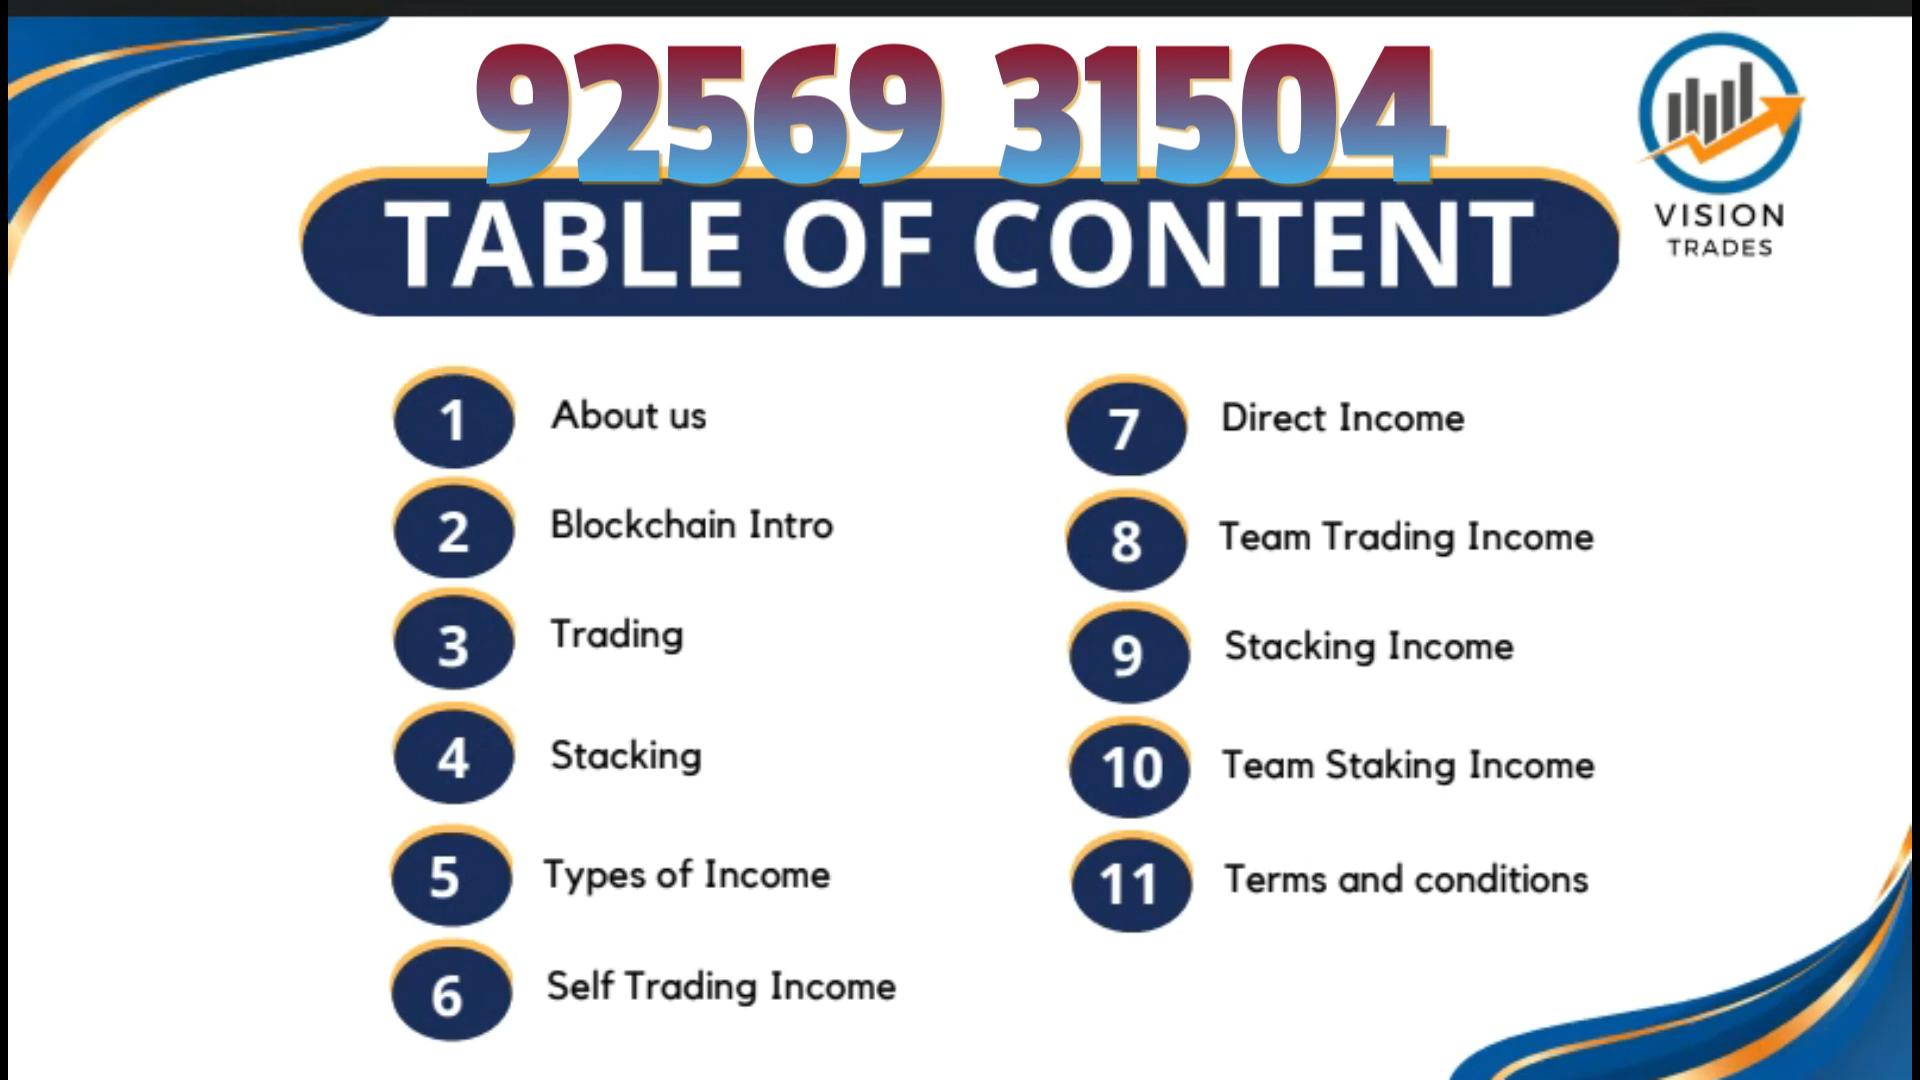 92569 31504
VISION
TRADES
TABLE OF CONTENT
1 About us
2 Blockchain Intro
3 Trading
4 Stacking
5 Types of Income
6 Self Trading Income
7 Direct Income
8 Team Trading Income
9 Stacking Income
10 Team Staking Income
11 Terms and conditions